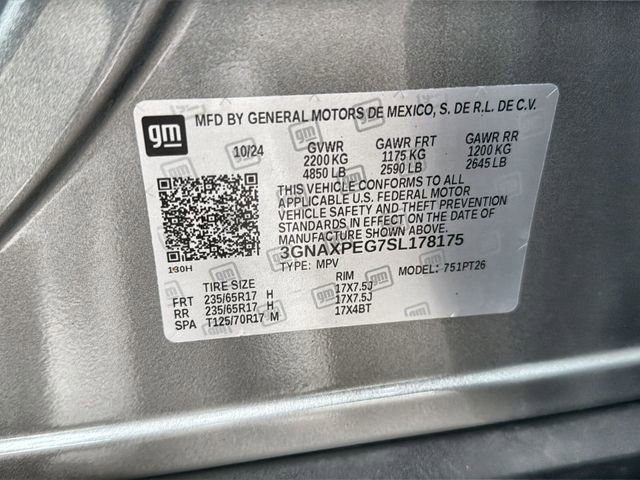 gm MFD BY GENERAL MOTORS DE MEXICO, S. DE R.L. DE C.V.
10/24 GVWR GAWR FRT GAWR RR
2200 KG 1175 KG 1200 KG
4850 LB 2590 LB 2645 LB
THIS VEHICLE CONFORMS TO ALL
APPLICABLE U.S. FEDERAL MOTOR
VEHICLE SAFETY AND THEFT PREVENTION
STANDARDS IN EFFECT ON THE DATE OF
MANUFACTURE SHOWN ABOVE.
3GNAXPEG7SL178175
130H TYPE: MPV MODEL: 751PT26
TIRE SIZE RIM
FRT 235/65R17 H 17X7.5J
RR 235/65R17 H 17X7.5J
SPA T125/70R17 M 17X4BT